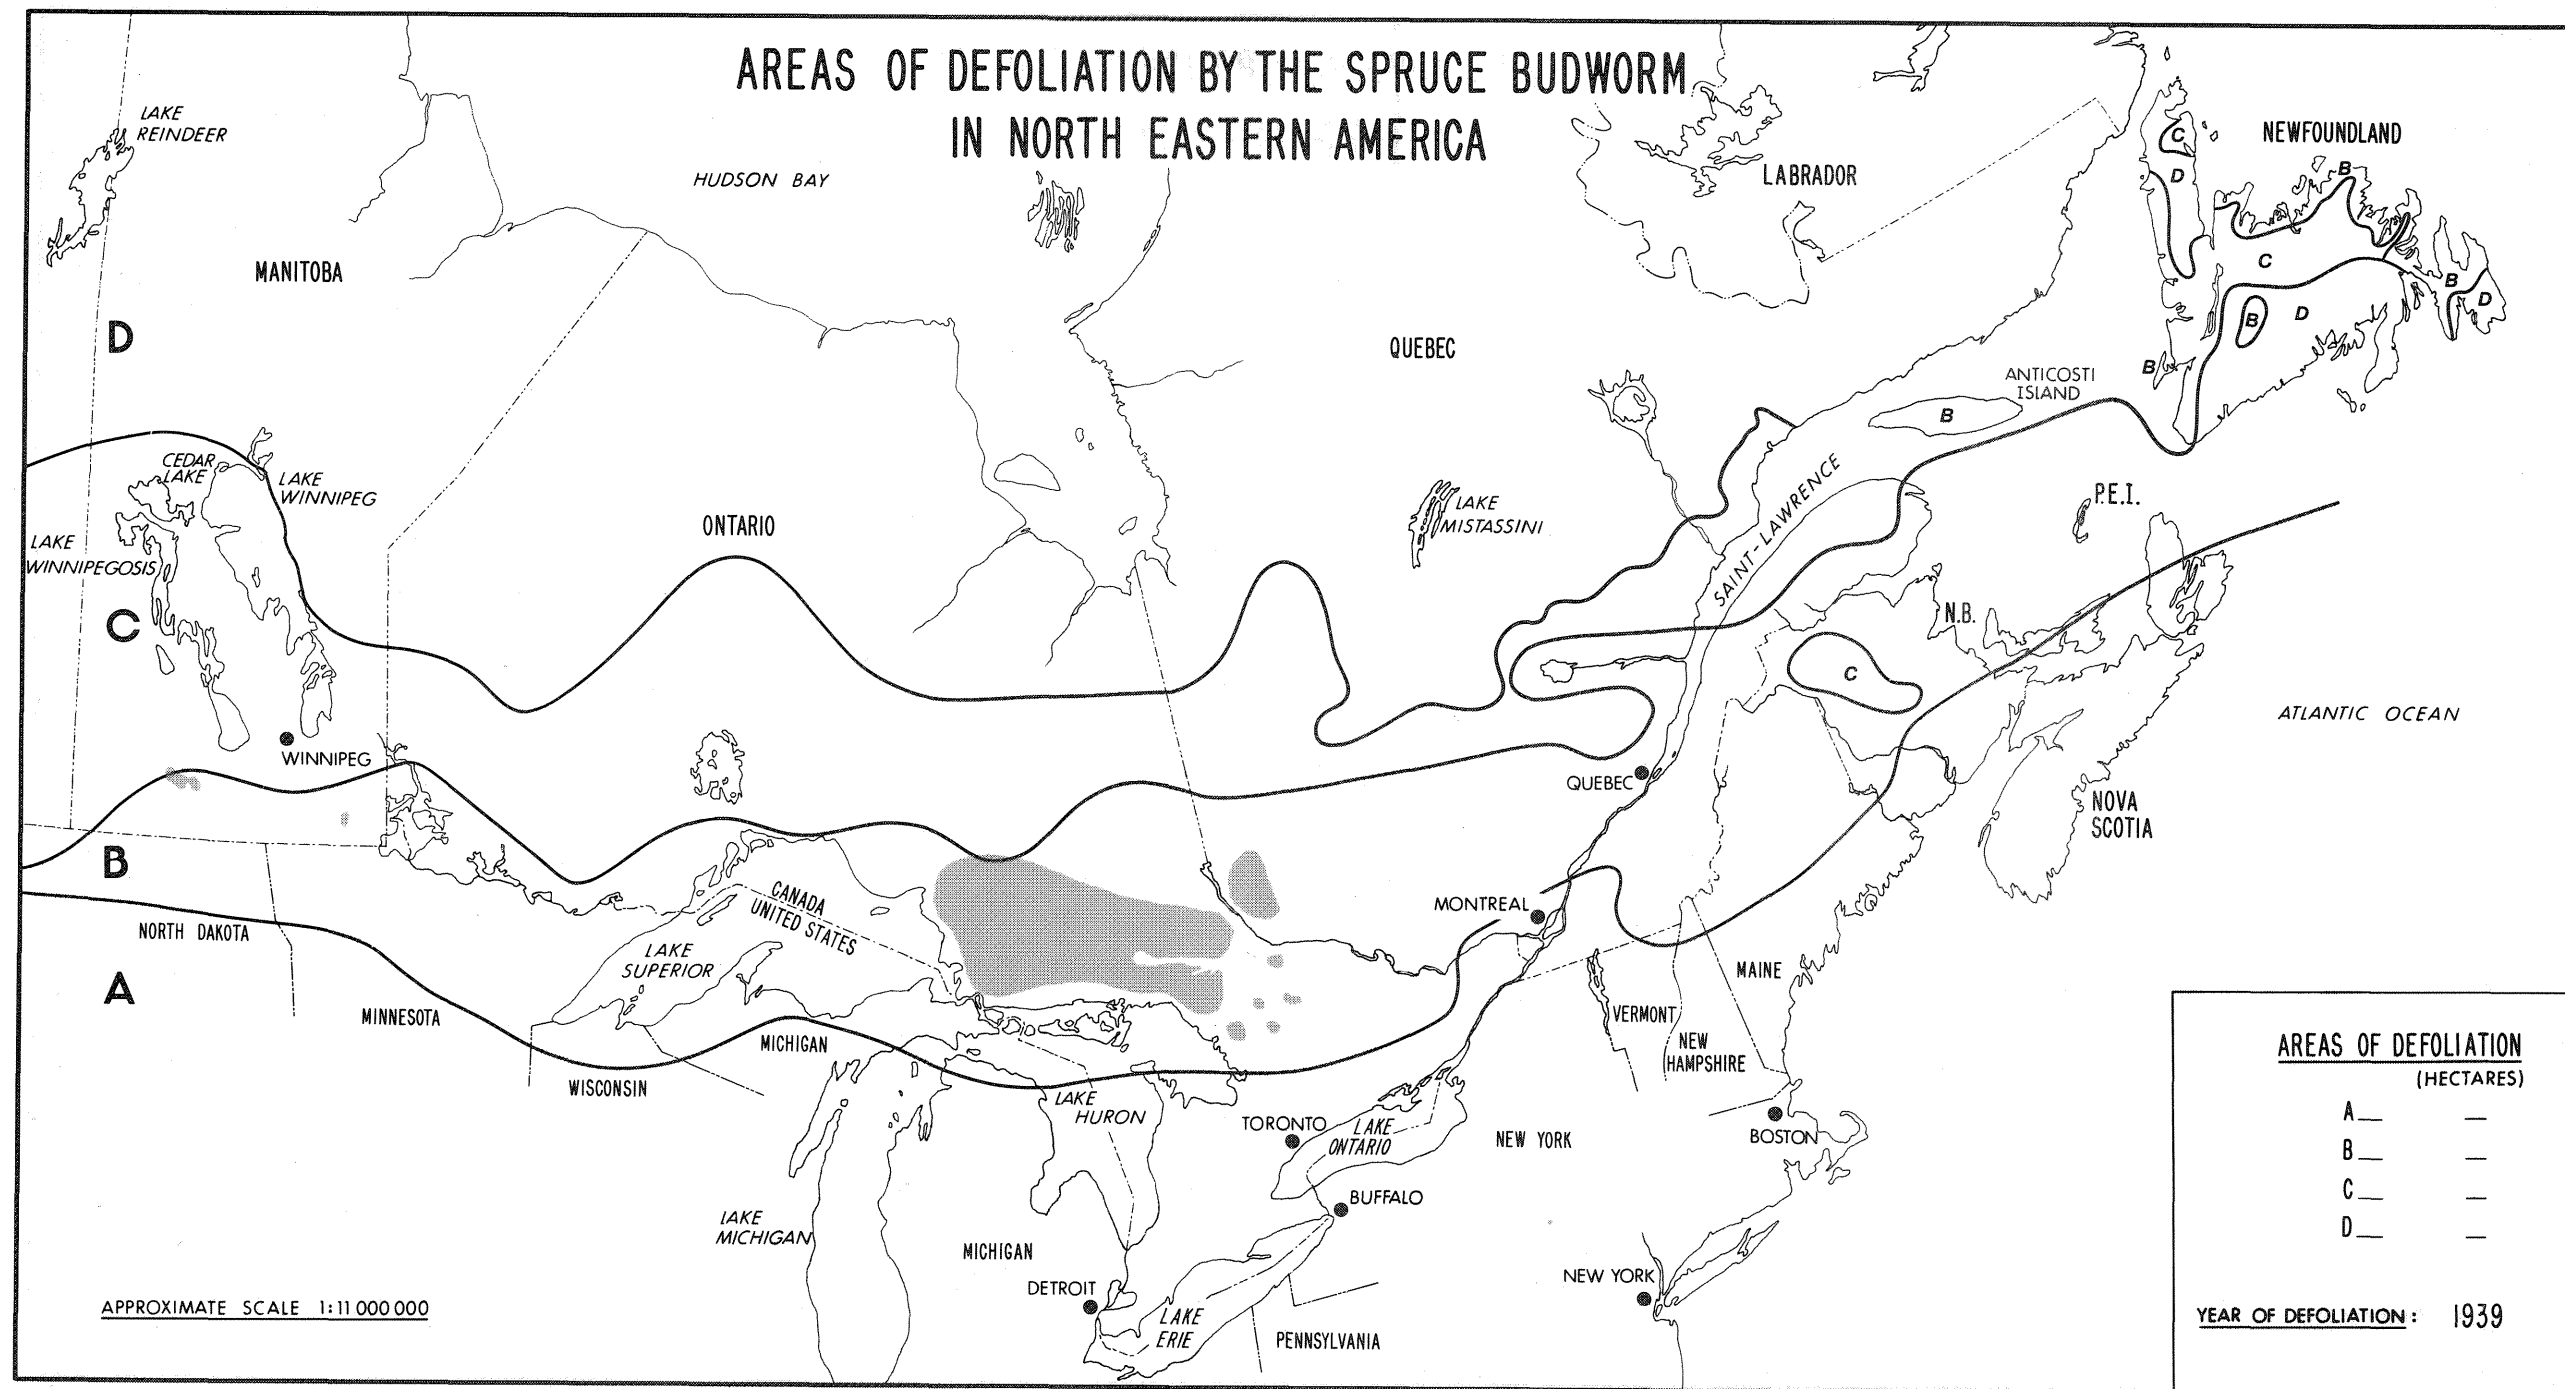 AREAS OF DEFOLIATION BY THE SPRUCE BUDWORM
IN NORTH EASTERN AMERICA
LAKE
REINDEER
HUDSON BAY
LABRADOR
NEWFOUNDLAND
C
D
B
MANITOBA
C
B
D
B
D
D
QUEBEC
B
ANTICOSTI
ISLAND
B
CEDAR
LAKE
LAKE
WINNIPEG
LAKE
WINNIPEGOSIS
ONTARIO
LAKE
MISTASSINI
SAINT-LAWRENCE
P.E.I.
N.B.
C
C
ATLANTIC OCEAN
WINNIPEG
QUEBEC
NOVA
SCOTIA
B
CANADA
UNITED STATES
MONTREAL
NORTH DAKOTA
LAKE
SUPERIOR
A
MAINE
MINNESOTA
VERMONT
NEW
HAMPSHIRE
MICHIGAN
WISCONSIN
LAKE
HURON
TORONTO
LAKE
ONTARIO
NEW YORK
BOSTON
BUFFALO
LAKE
MICHIGAN
MICHIGAN
DETROIT
NEW YORK
LAKE
ERIE
PENNSYLVANIA
APPROXIMATE SCALE 1:11 000 000
AREAS OF DEFOLIATION
(HECTARES)
A — —
B — —
C — —
D — —
YEAR OF DEFOLIATION : 1939